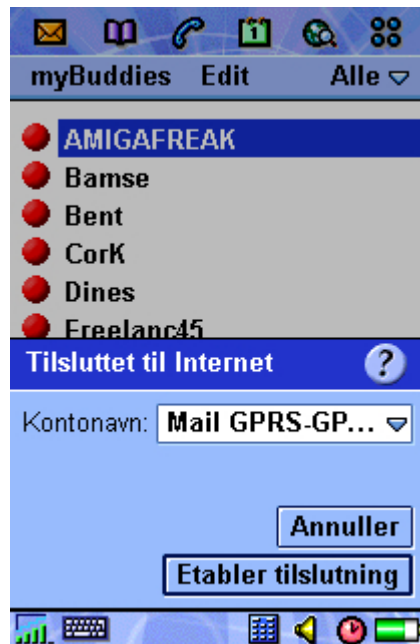 1
myBuddies Edit Alle
AMIGAFREAK
Bamse
Bent
CorK
Dines
Freelanc45
Tilsluttet til Internet ?
Kontonavn: Mail GPRS-GP...
Annuller
Etabler tilslutning